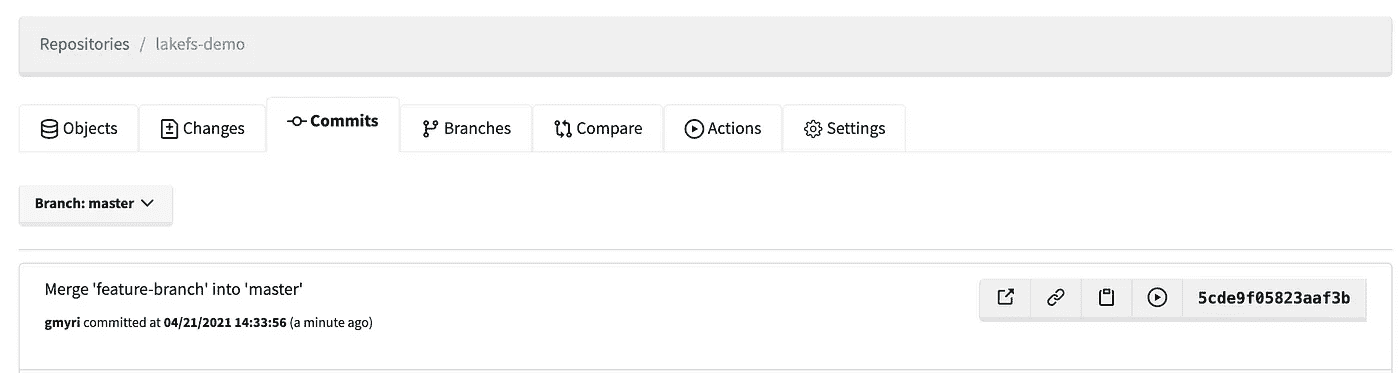 Repositories / lakefs-demo
Objects Changes Commits Branches Compare Actions Settings
Branch: master
Merge 'feature-branch' into 'master'
5cde9f05823aaf3b
gmyri committed at 04/21/2021 14:33:56 (a minute ago)